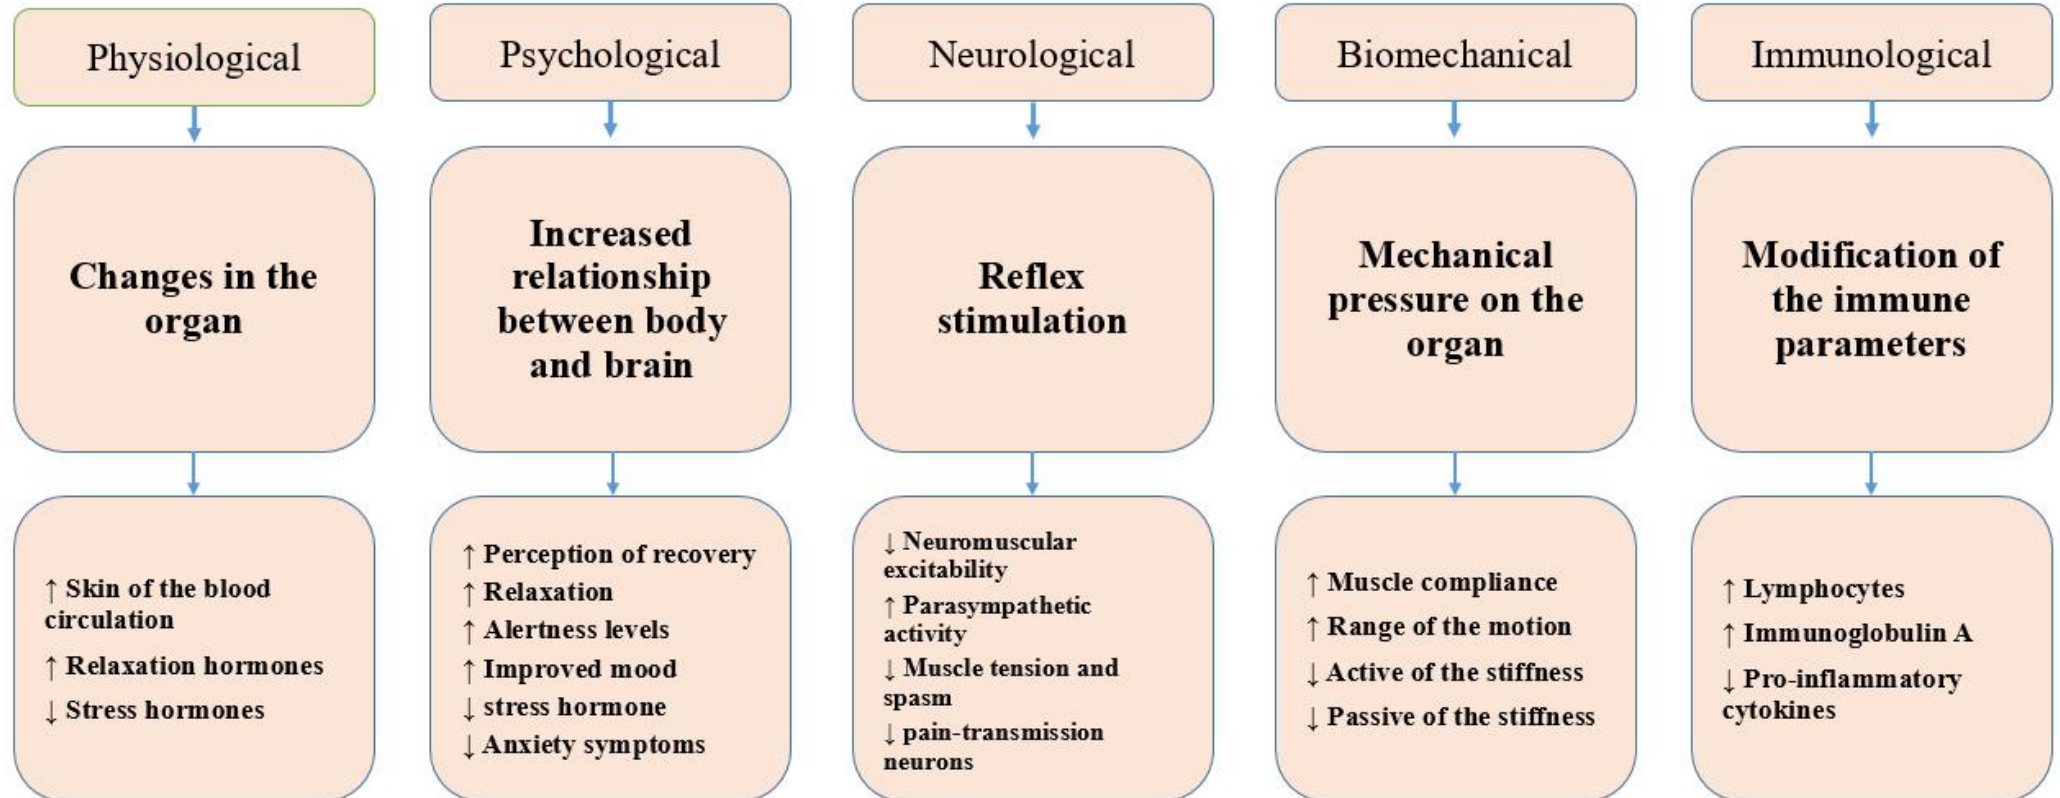 Physiological
Psychological
Neurological
Biomechanical
Immunological
Changes in the
organ
Increased
relationship
between body
and brain
Reflex
stimulation
Mechanical
pressure on the
organ
Modification of
the immune
parameters
↑ Skin of the blood
circulation
↑ Relaxation hormones
↓ Stress hormones
↑ Perception of recovery
↑ Relaxation
↑ Alertness levels
↑ Improved mood
↓ stress hormone
↓ Anxiety symptoms
↓ Neuromuscular
excitability
↑ Parasympathetic
activity
↓ Muscle tension and
spasm
↓ pain-transmission
neurons
↑ Muscle compliance
↑ Range of the motion
↓ Active of the stiffness
↓ Passive of the stiffness
↑ Lymphocytes
↑ Immunoglobulin A
↓ Pro-inflammatory
cytokines